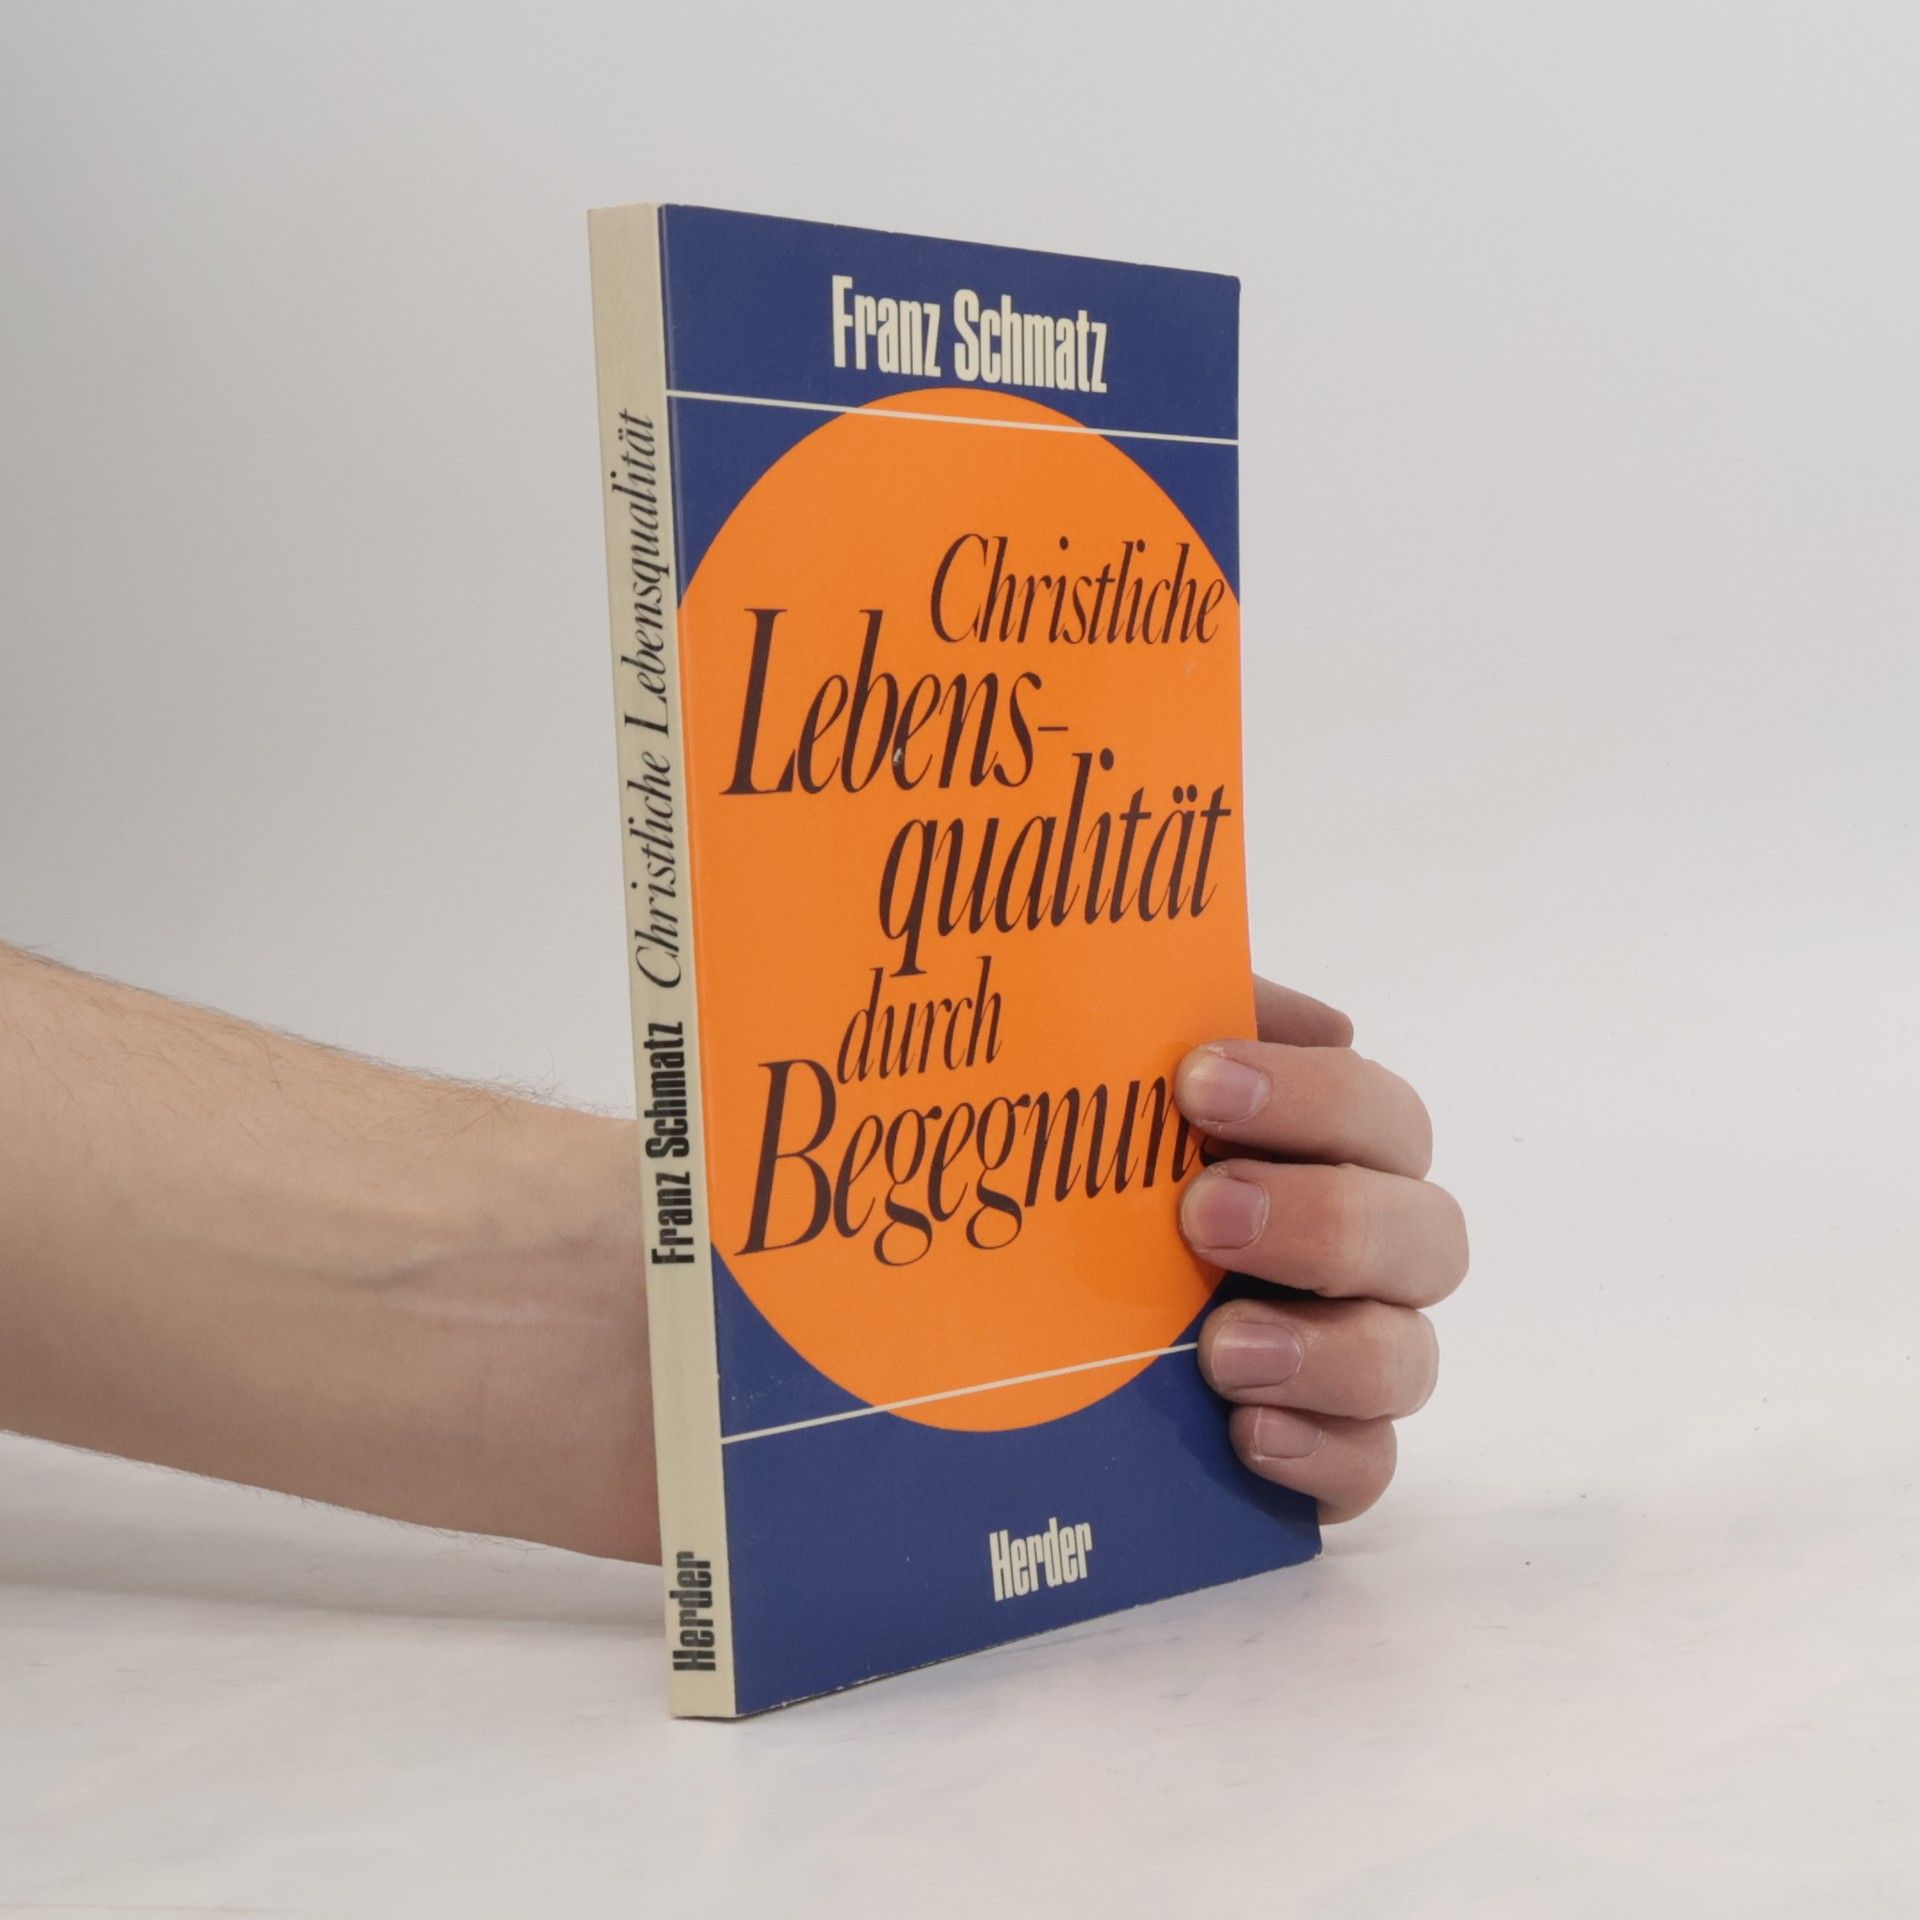 Franz Schmatz
Christliche
Lebens-
qualität
durch
Begegnun
Herder
Franz Schmatz Christliche Lebensqualität
Herder